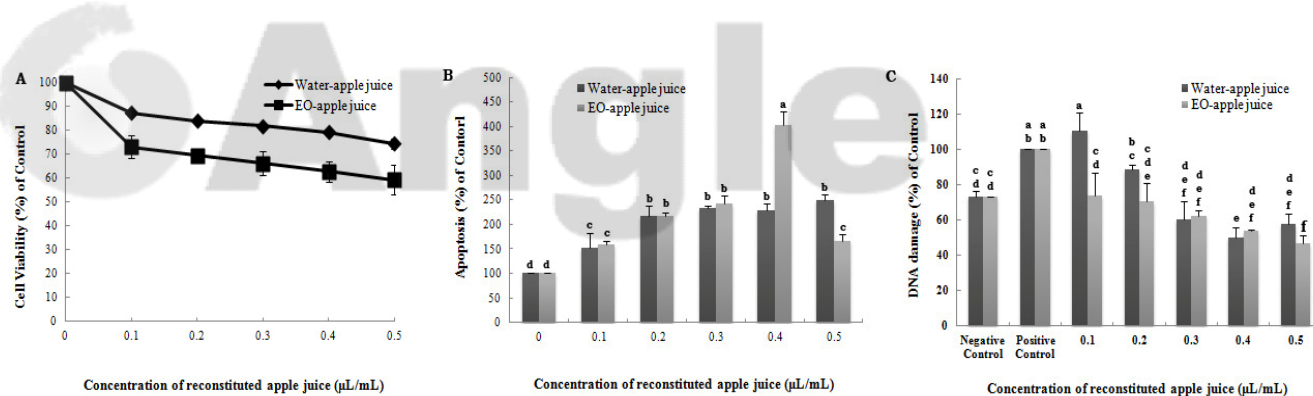 Angle
A
Water-apple juice
EO-apple juice
Cell Viability (%) of Control
100
90
80
70
60
50
40
30
20
10
0
0 0.1 0.2 0.3 0.4 0.5
Concentration of reconstituted apple juice (µL/mL)
B
Water-apple juice
EO-apple juice
Apoptosis (%) of Contorl
500
450
400
350
300
250
200
150
100
50
0
d d c c b b b b b a b c
0 0.1 0.2 0.3 0.4 0.5
Concentration of reconstituted apple juice (µL/mL)
C
Water-apple juice
EO-apple juice
DNA damage (%) of Control
140
120
100
80
60
40
20
0
c d
c d
a b
a b
a
c d
b c
c d e
d e f
d e f
e
d e f
d e f
f
Negative Control
Positive Control
0.1 0.2 0.3 0.4 0.5
Concentration of reconstituted apple juice (µL/mL)